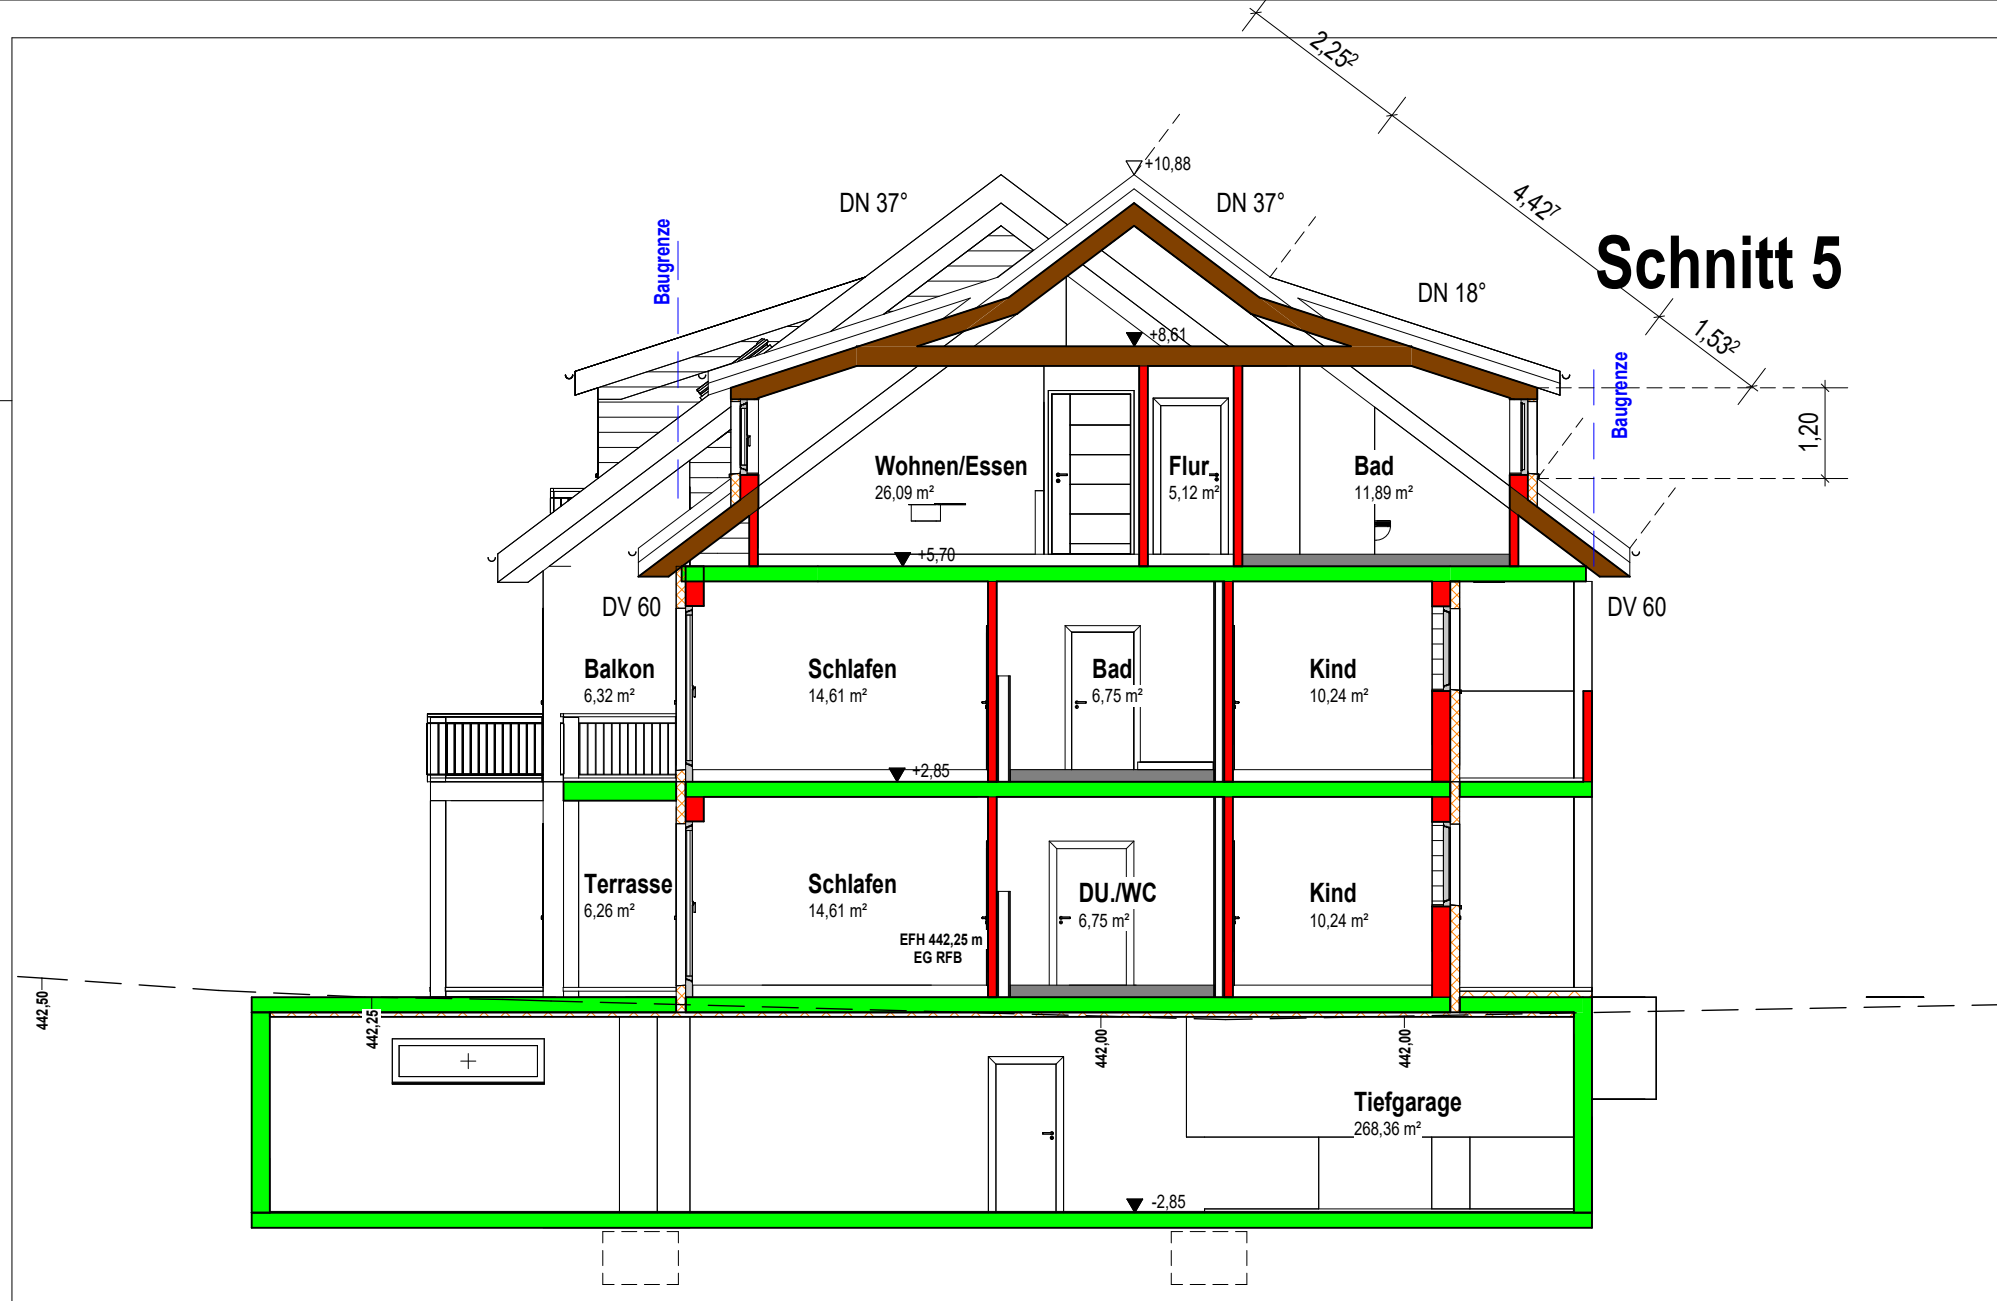 2,25²
4,42⁷
1,53²
Schnitt 5
+10,88
DN 37°
DN 37°
DN 18°
Baugrenze
Baugrenze
1,20
+8,61
Wohnen/Essen
26,09 m²
Flur
5,12 m²
Bad
11,89 m²
+5,70
DV 60
DV 60
Balkon
6,32 m²
Schlafen
14,61 m²
Bad
6,75 m²
Kind
10,24 m²
+2,85
Terrasse
6,26 m²
Schlafen
14,61 m²
DU./WC
6,75 m²
Kind
10,24 m²
EFH 442,25 m
EG RFB
442,50
442,25
442,00
442,00
Tiefgarage
268,36 m²
-2,85